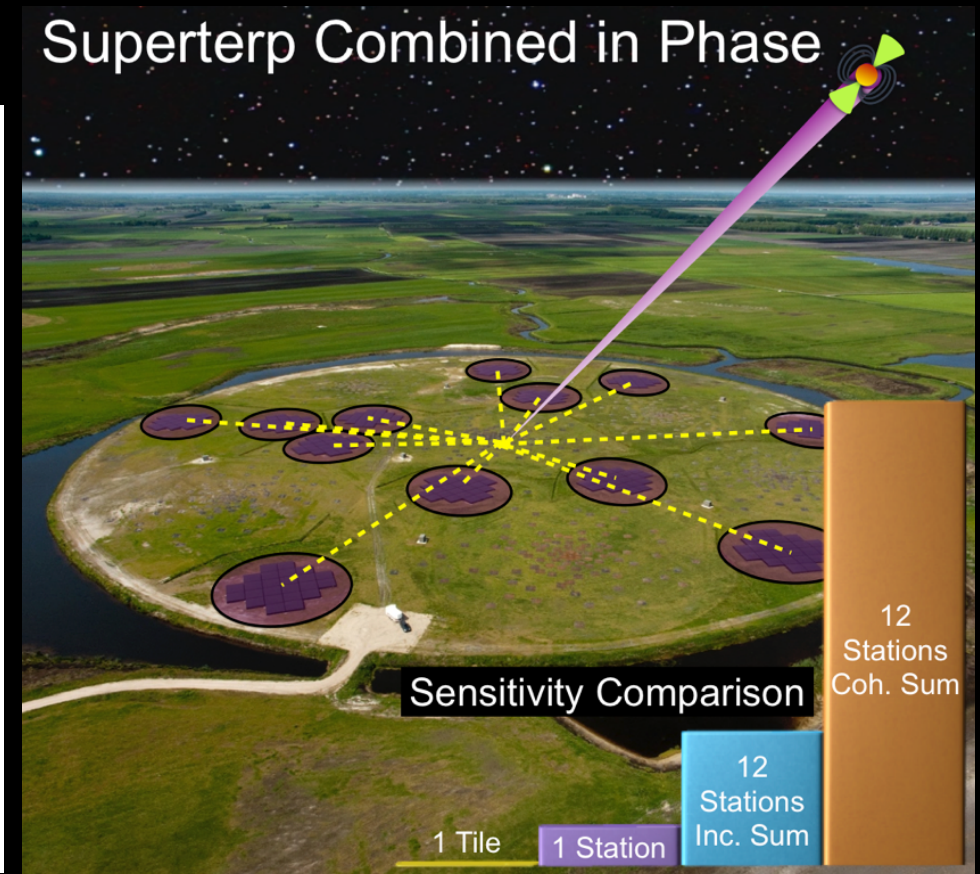 Superterp Combined in Phase
Sensitivity Comparison
1 Tile
1 Station
12
Stations
Inc. Sum
12
Stations
Coh. Sum